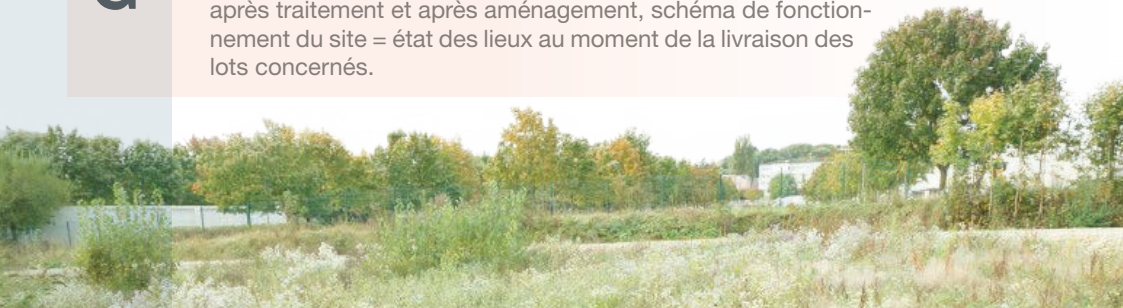 après traitement et après aménagement, schéma de fonction-
nement du site = état des lieux au moment de la livraison des
lots concernés.